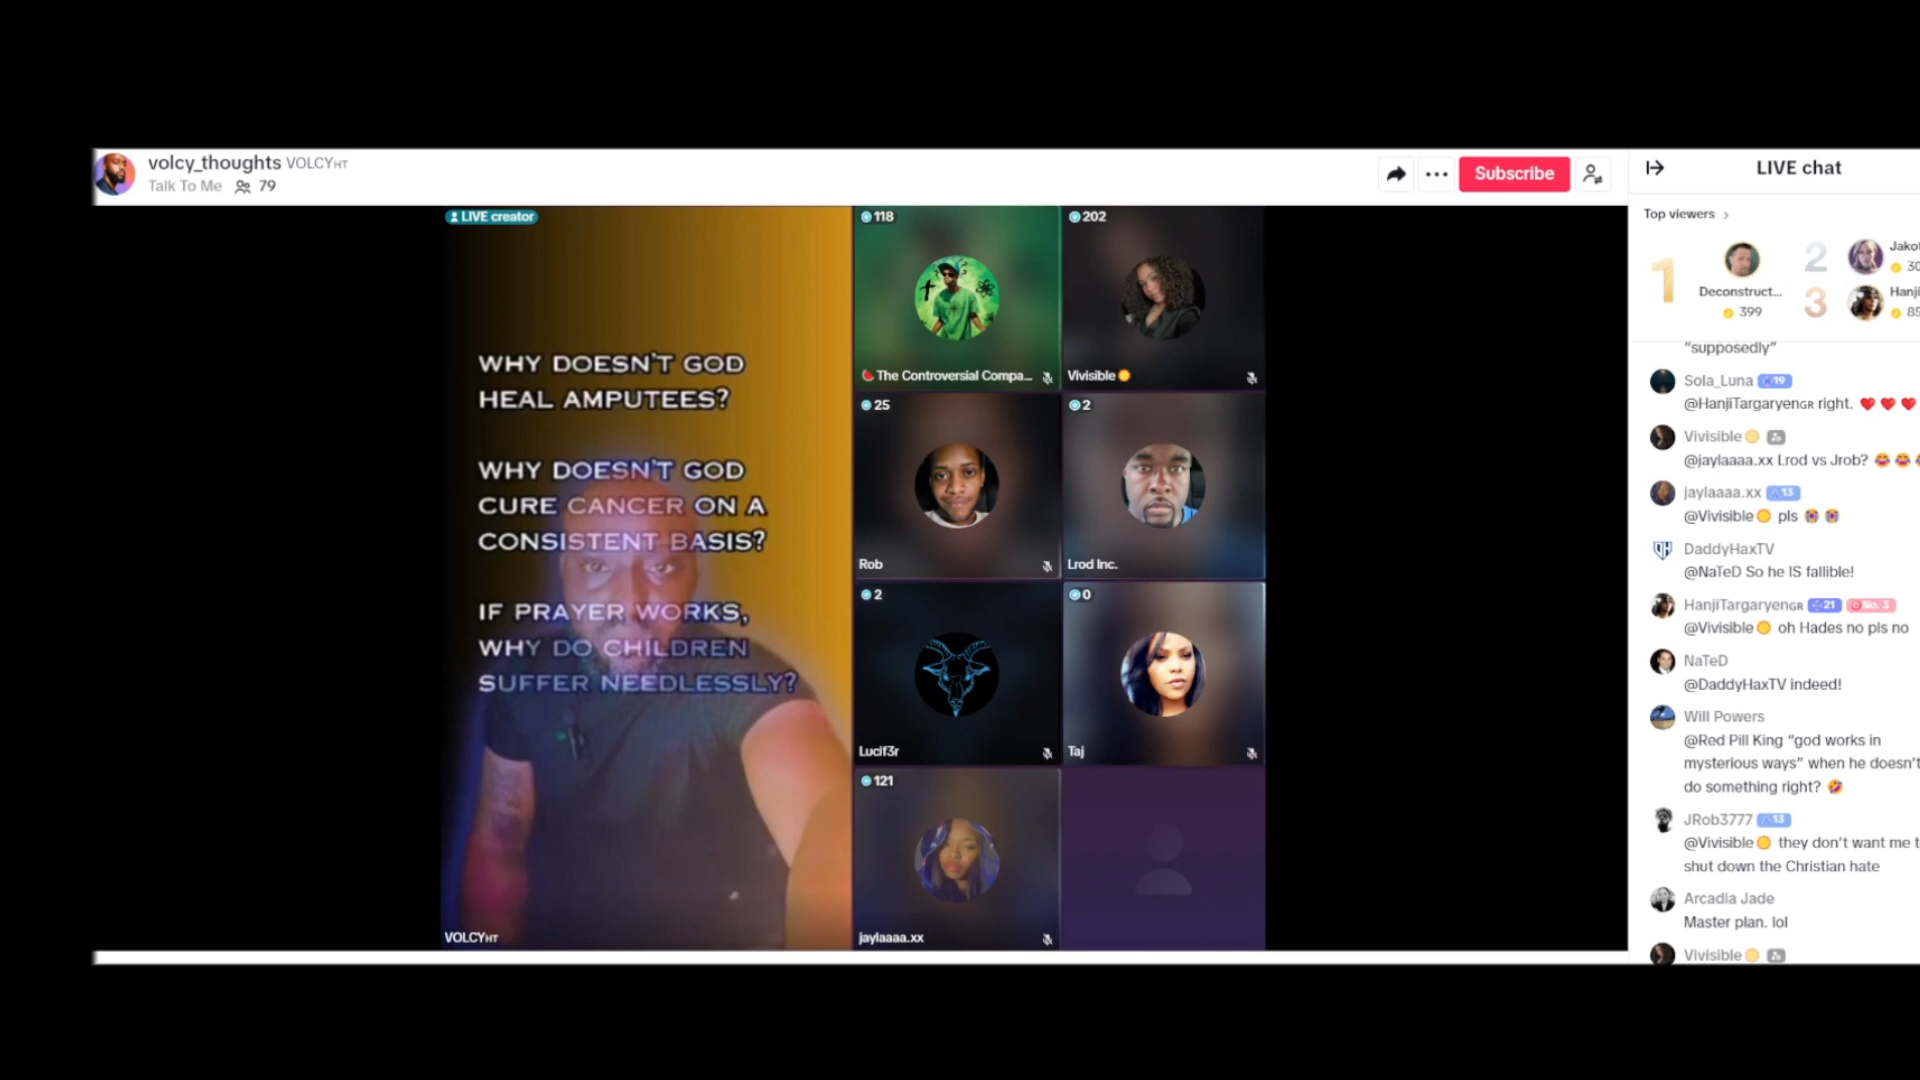 volcy_thoughts VOLCYHT
Talk To Me 79
Subscribe
LIVE creator
WHY DOESN'T GOD
HEAL AMPUTEES?
WHY DOESN'T GOD
CURE CANCER ON A
CONSISTENT BASIS?
IF PRAYER WORKS,
WHY DO CHILDREN
SUFFER NEEDLESSLY?
VOLCYHT
118
🍉 The Controversial Compa...
202
Vivisible
25
Rob
2
Lrod Inc.
2
Lucif3r
0
Taj
121
jaylaaaa.xx
LIVE chat
Top viewers >
1
Deconstruct...
399
2
Jako
30
3
Hanji
85
"supposedly"
Sola_Luna 19
@HanjiTargaryenGR right. ❤️ ❤️ ❤️
Vivisible
@jaylaaaa.xx Lrod vs Jrob? 😂 😂
jaylaaaa.xx 13
@Vivisible pls 😭 😭
DaddyHaxTV
@NaTeD So he IS fallible!
HanjiTargaryenGR 21 No. 3
@Vivisible oh Hades no pls no
NaTeD
@DaddyHaxTV indeed!
Will Powers
@Red Pill King "god works in
mysterious ways" when he doesn't
do something right? 🤣
JRob3777 13
@Vivisible they don't want me t
shut down the Christian hate
Arcadia Jade
Master plan. lol
Vivisible